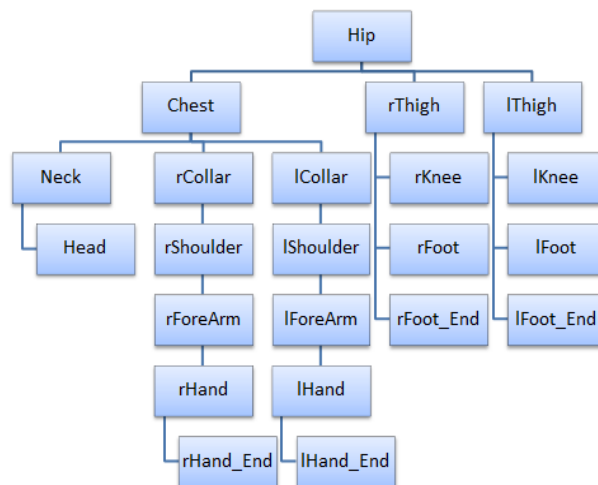 Hip
Chest rThigh lThigh
Neck rCollar lCollar rKnee lKnee
Head rShoulder lShoulder rFoot lFoot
rForeArm lForeArm rFoot_End lFoot_End
rHand lHand
rHand_End lHand_End